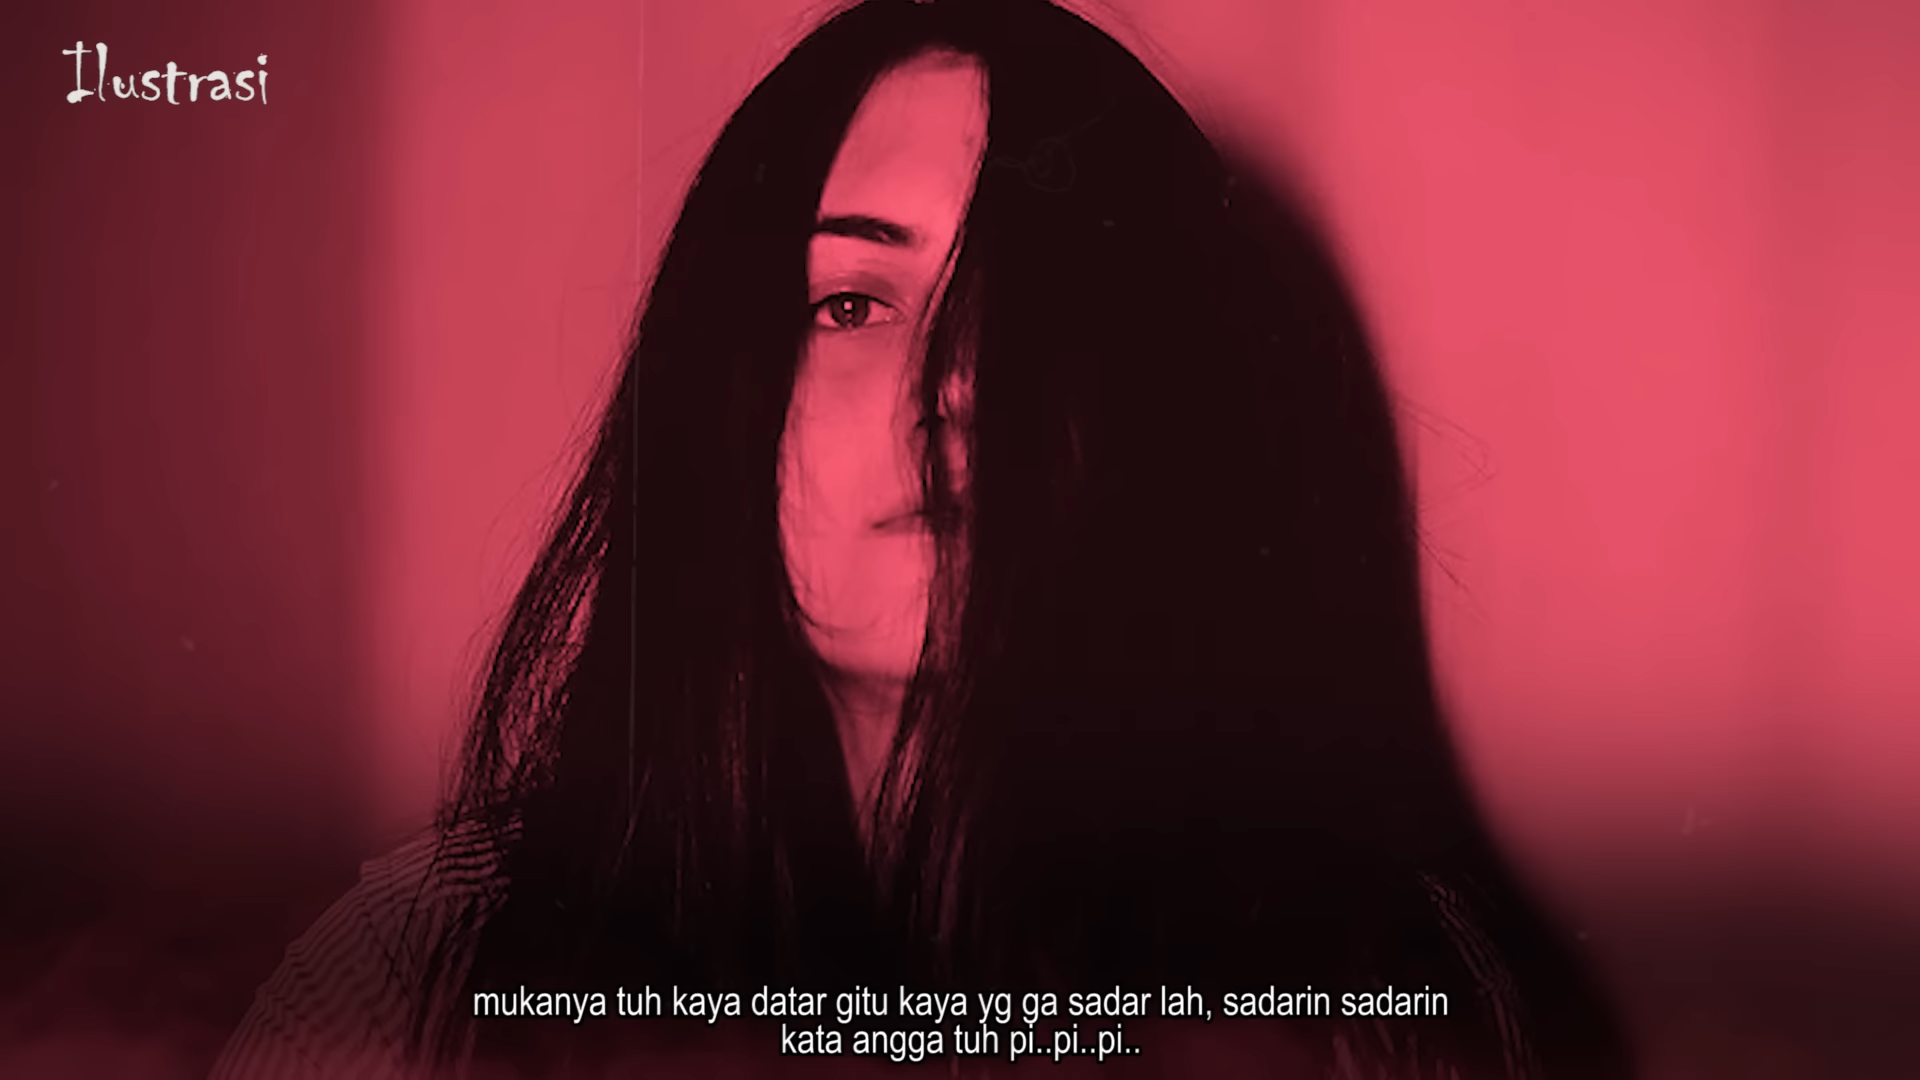 Ilustrasi
mukanya tuh kaya datar gitu kaya yg ga sadar lah, sadarin sadarin
kata angga tuh pi..pi..pi..